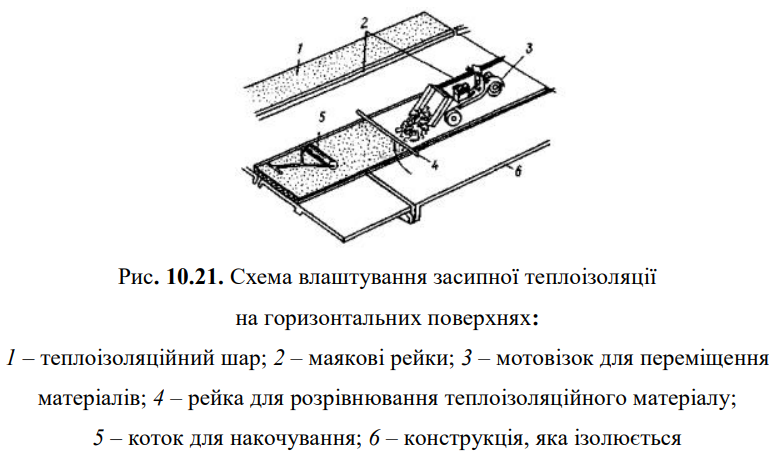 1
2
3
5
4
6
Рис. 10.21. Схема влаштування засипної теплоізоляції
на горизонтальних поверхнях:
1 – теплоізоляційний шар; 2 – маякові рейки; 3 – мотовізок для переміщення
матеріалів; 4 – рейка для розрівнювання теплоізоляційного матеріалу;
5 – коток для накочування; 6 – конструкція, яка ізолюється